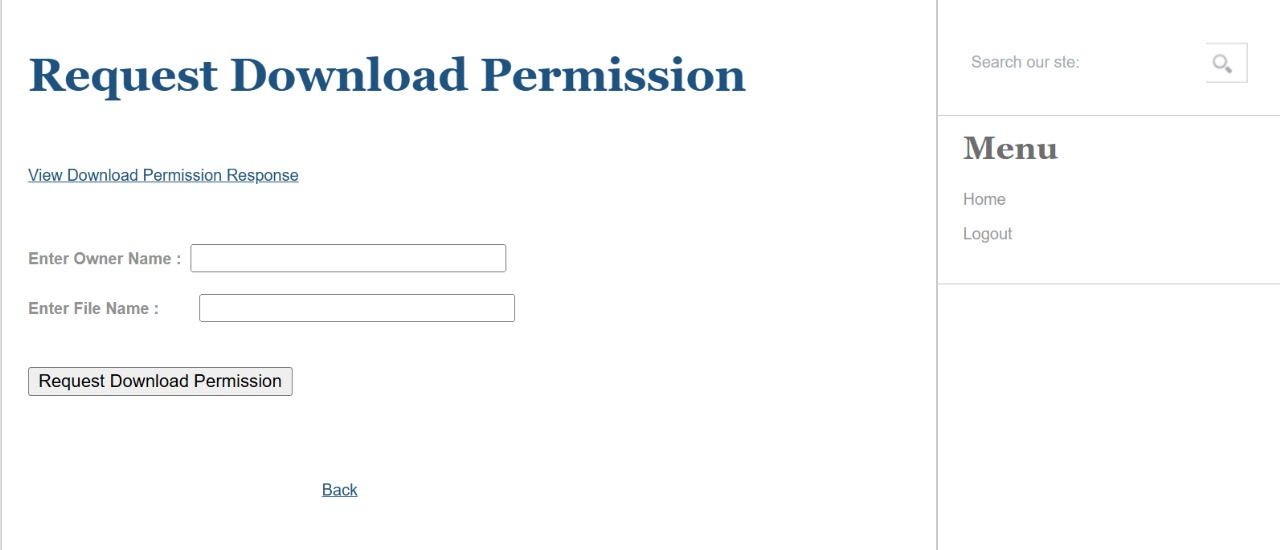 Request Download Permission
View Download Permission Response
Enter Owner Name :
Enter File Name :
Request Download Permission
Back
Search our ste:
Menu
Home
Logout